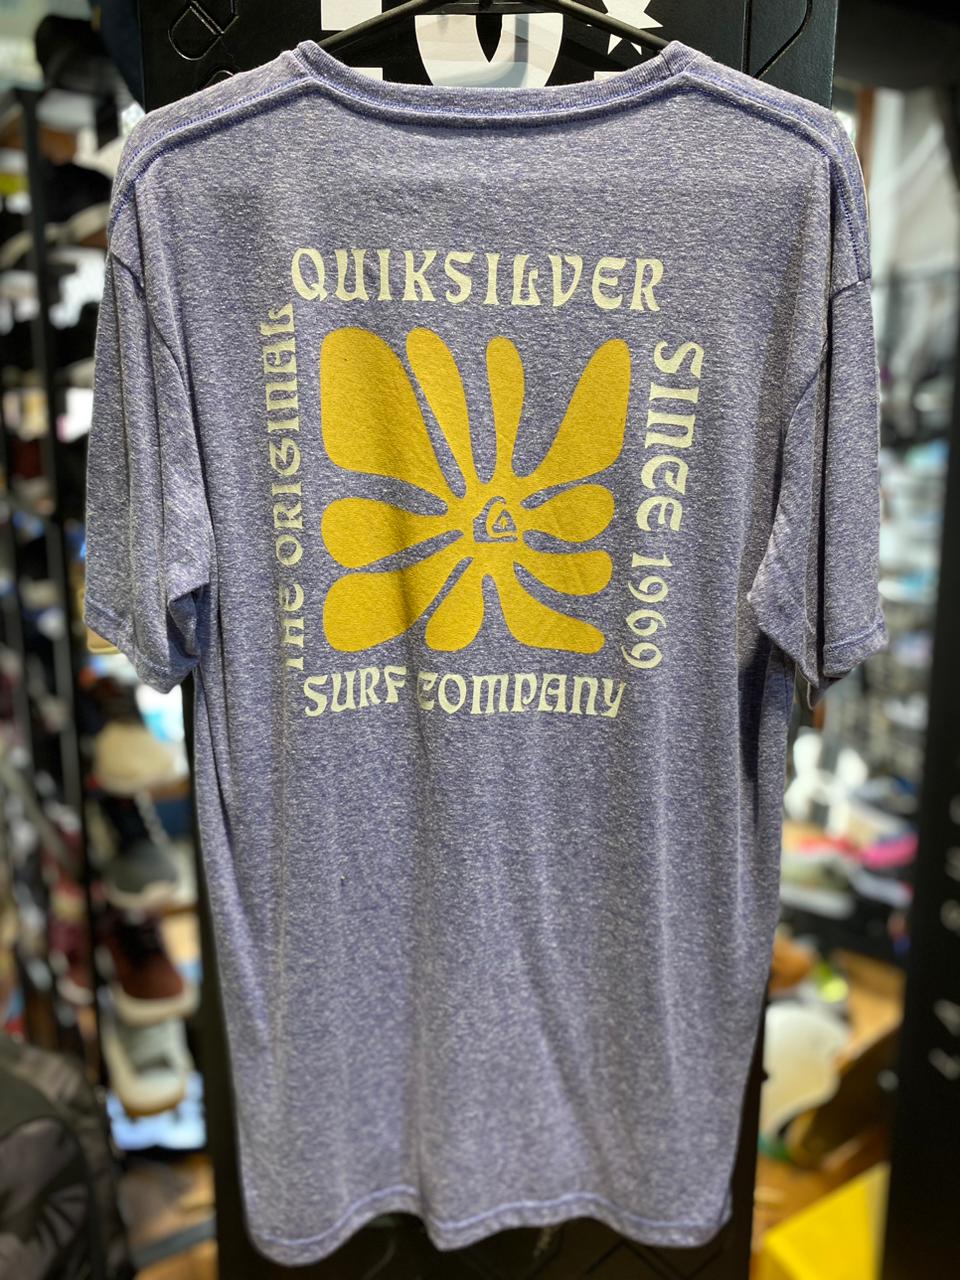 QUIKSILVER
THE ORIGINAL
SINCE 1969
SURF COMPANY